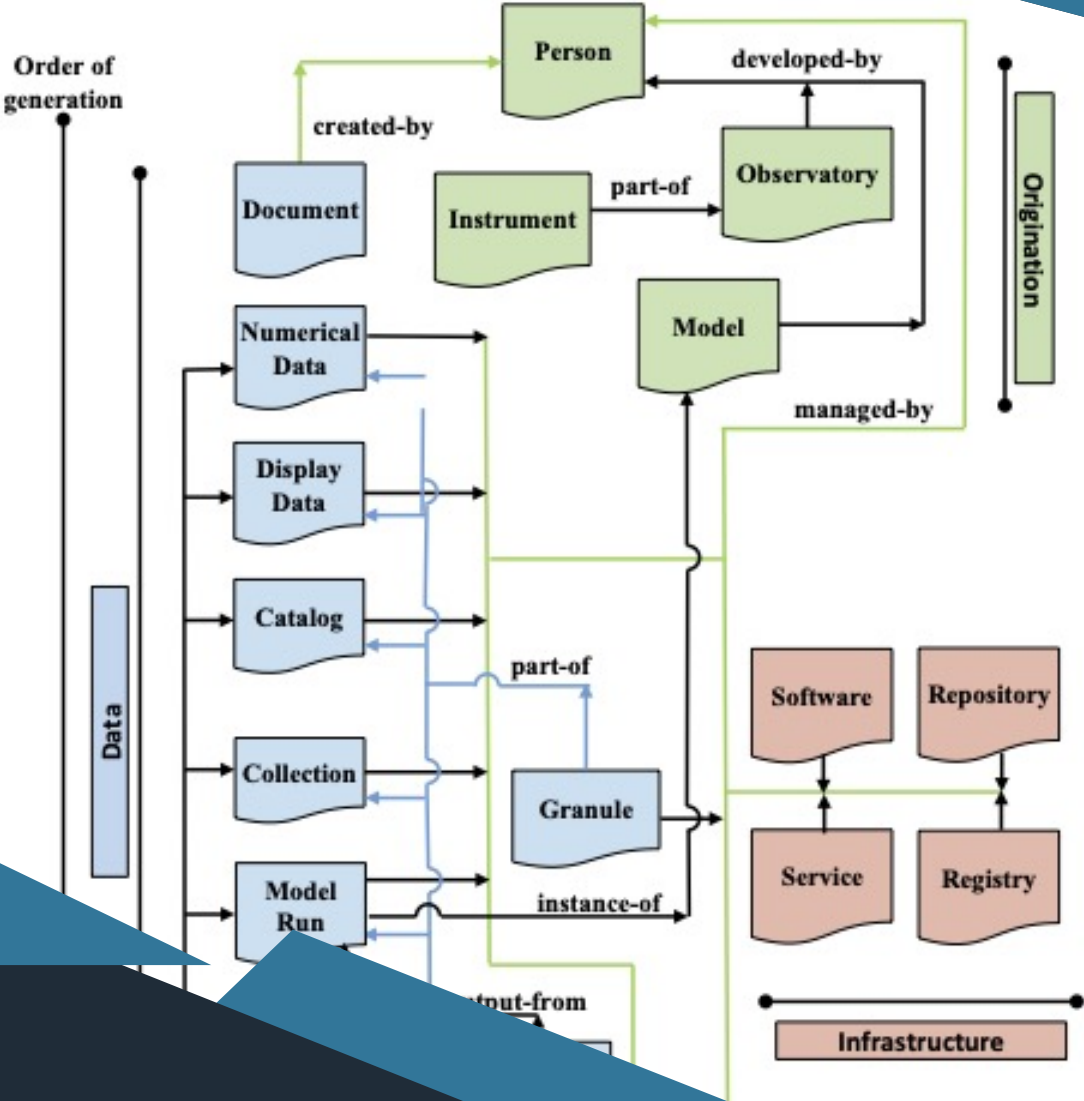 Order of
generation
Person
developed-by
created-by
Document
Instrument
part-of
Observatory
Origination
Numerical
Data
Model
managed-by
Display
Data
Catalog
part-of
Data
Software
Repository
Collection
Granule
Service
Registry
Model
Run
instance-of
Infrastructure